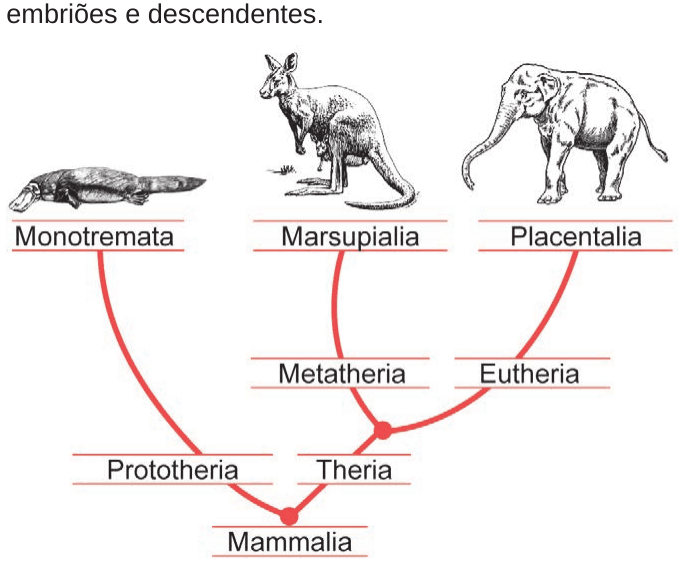 embriões e descendentes.
Monotremata
Marsupialia
Placentalia
Metatheria
Eutheria
Prototheria
Theria
Mammalia